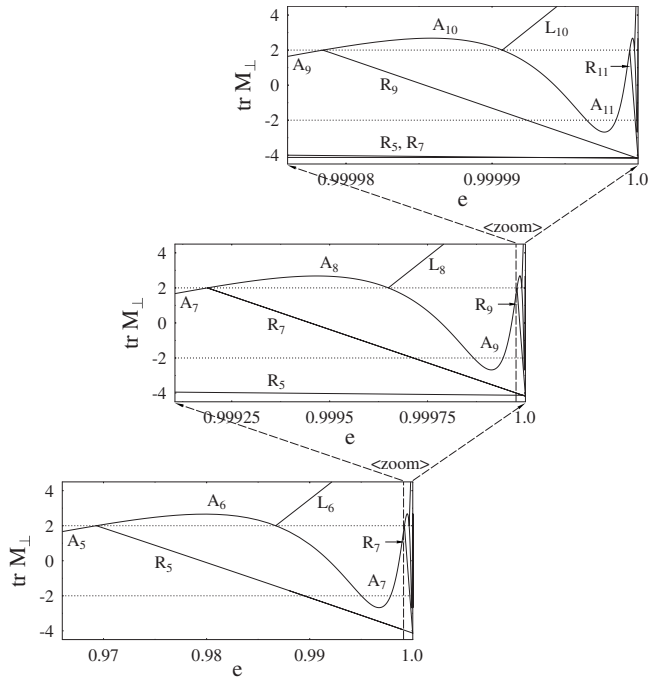 4
2
0
-2
-4
tr M⊥
A₉
A₁₀
L₁₀
R₉
R₁₁
A₁₁
R₅, R₇
0.99998
0.99999
1.0
e
<zoom>
4
2
0
-2
-4
tr M⊥
A₇
A₈
L₈
R₇
R₉
A₉
R₅
0.99925
0.9995
0.99975
1.0
e
<zoom>
4
2
0
-2
-4
tr M⊥
A₅
A₆
L₆
R₅
R₇
A₇
0.97
0.98
0.99
1.0
e